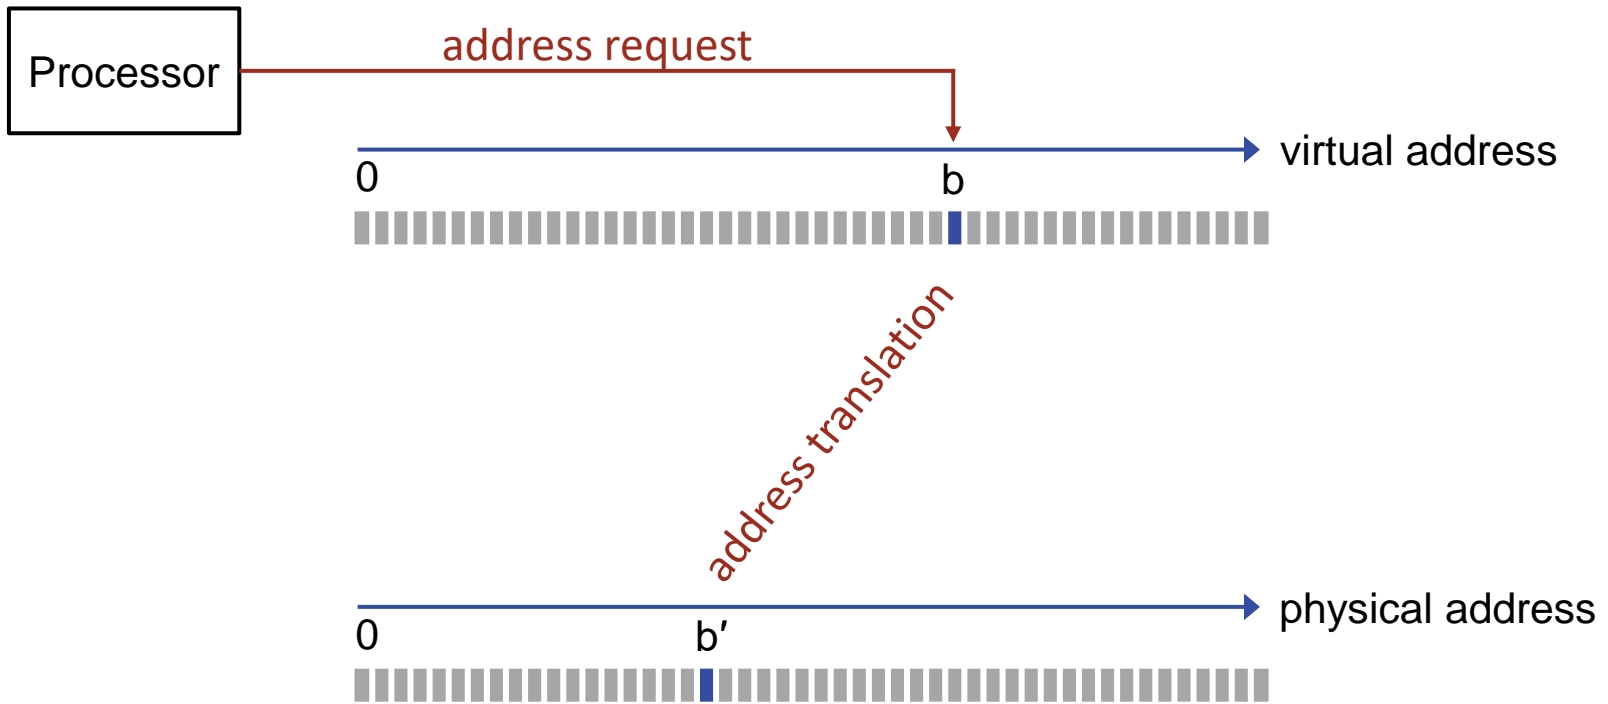 address request
Processor
virtual address
0
b
address translation
physical address
0
b'